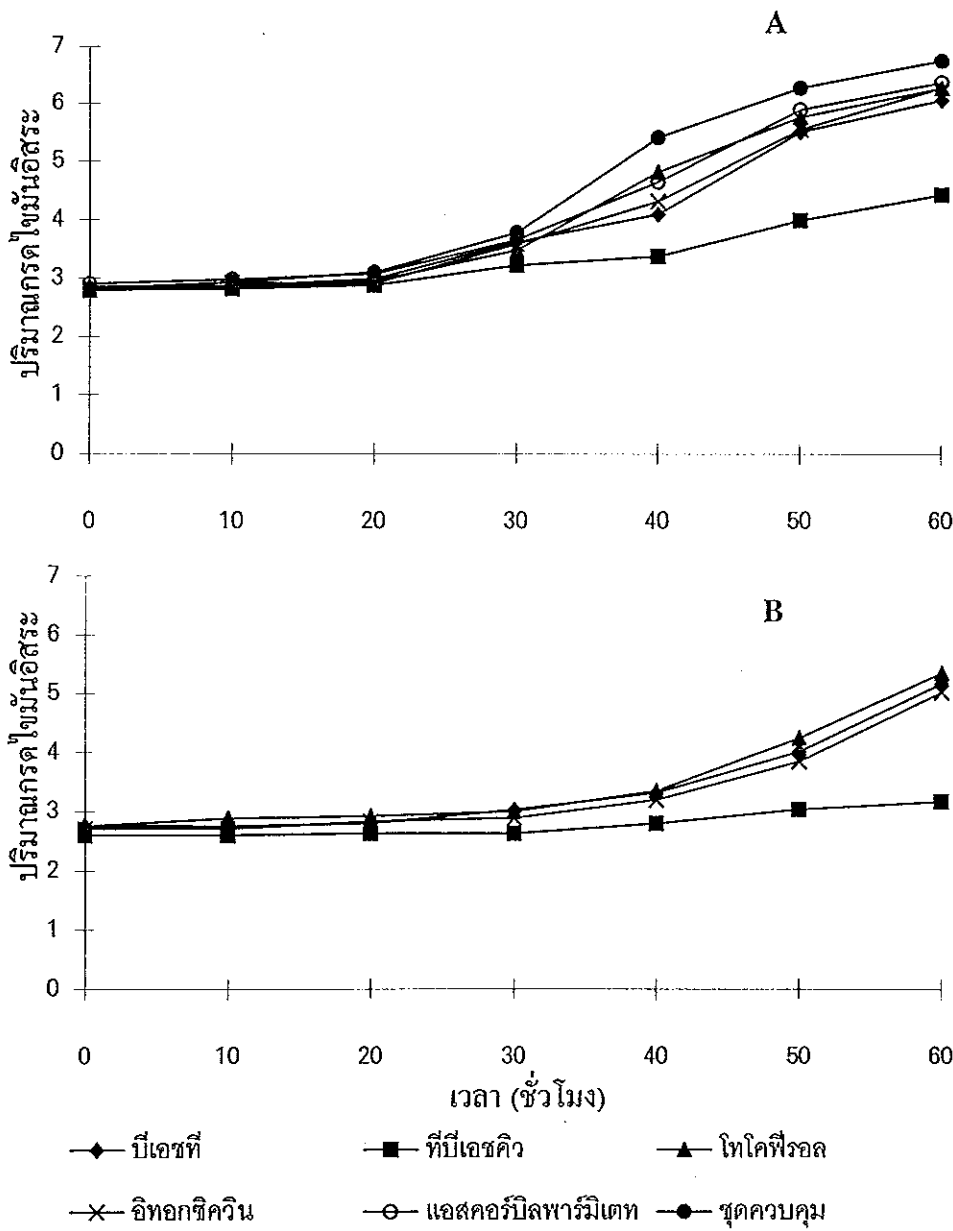 A
7
6
5
4
3
2
1
0
ปริมาณกรดไขมันอิสระ
0 10 20 30 40 50 60
B
7
6
5
4
3
2
1
0
ปริมาณกรดไขมันอิสระ
0 10 20 30 40 50 60
เวลา (ชั่วโมง)
บีเอชที ทีบีเอชคิว โทโคฟีรอล
อิทอกซิควิน แอสคอร์บิลพาร์มิเตท ชุดควบคุม